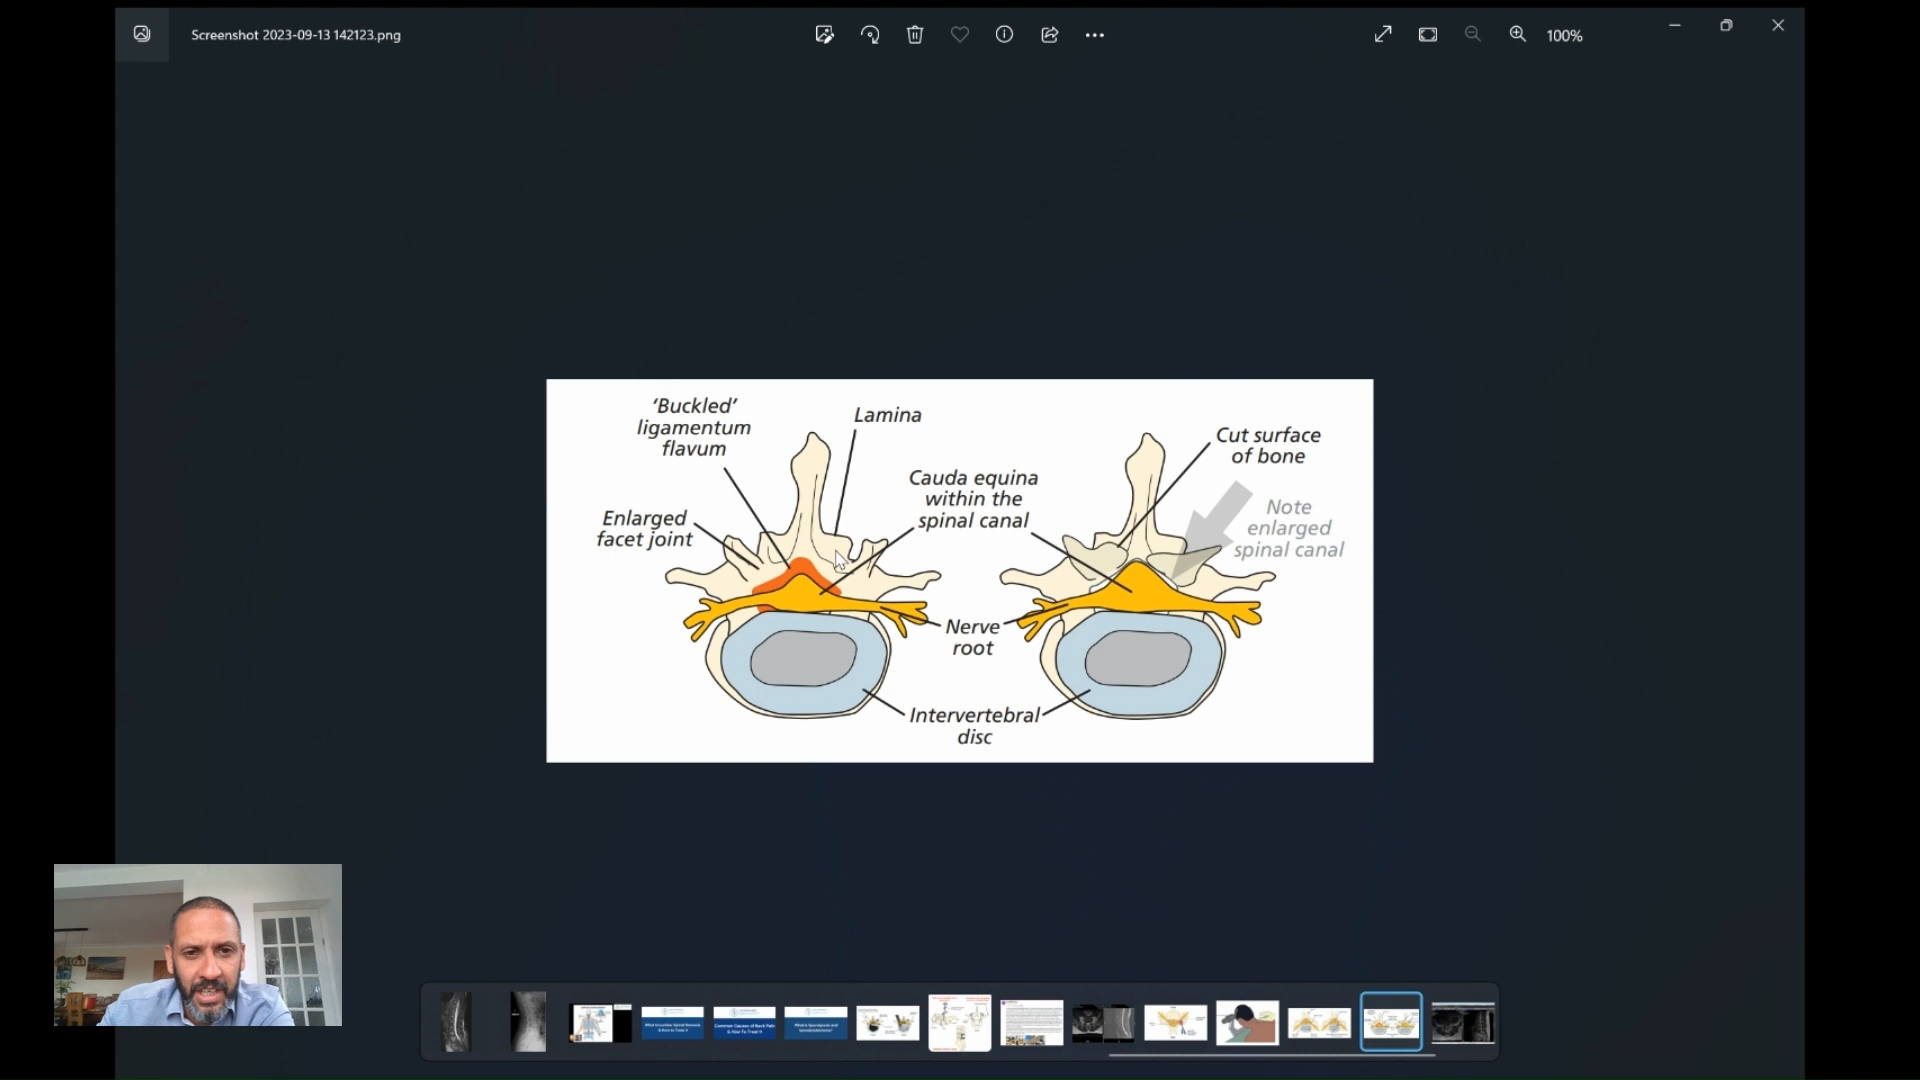 Screenshot 2023-09-13 142123.png
100%
'Buckled'
ligamentum
flavum
Lamina
Cut surface
of bone
Cauda equina
within the
spinal canal
Enlarged
facet joint
Note
enlarged
spinal canal
Nerve
root
Intervertebral
disc